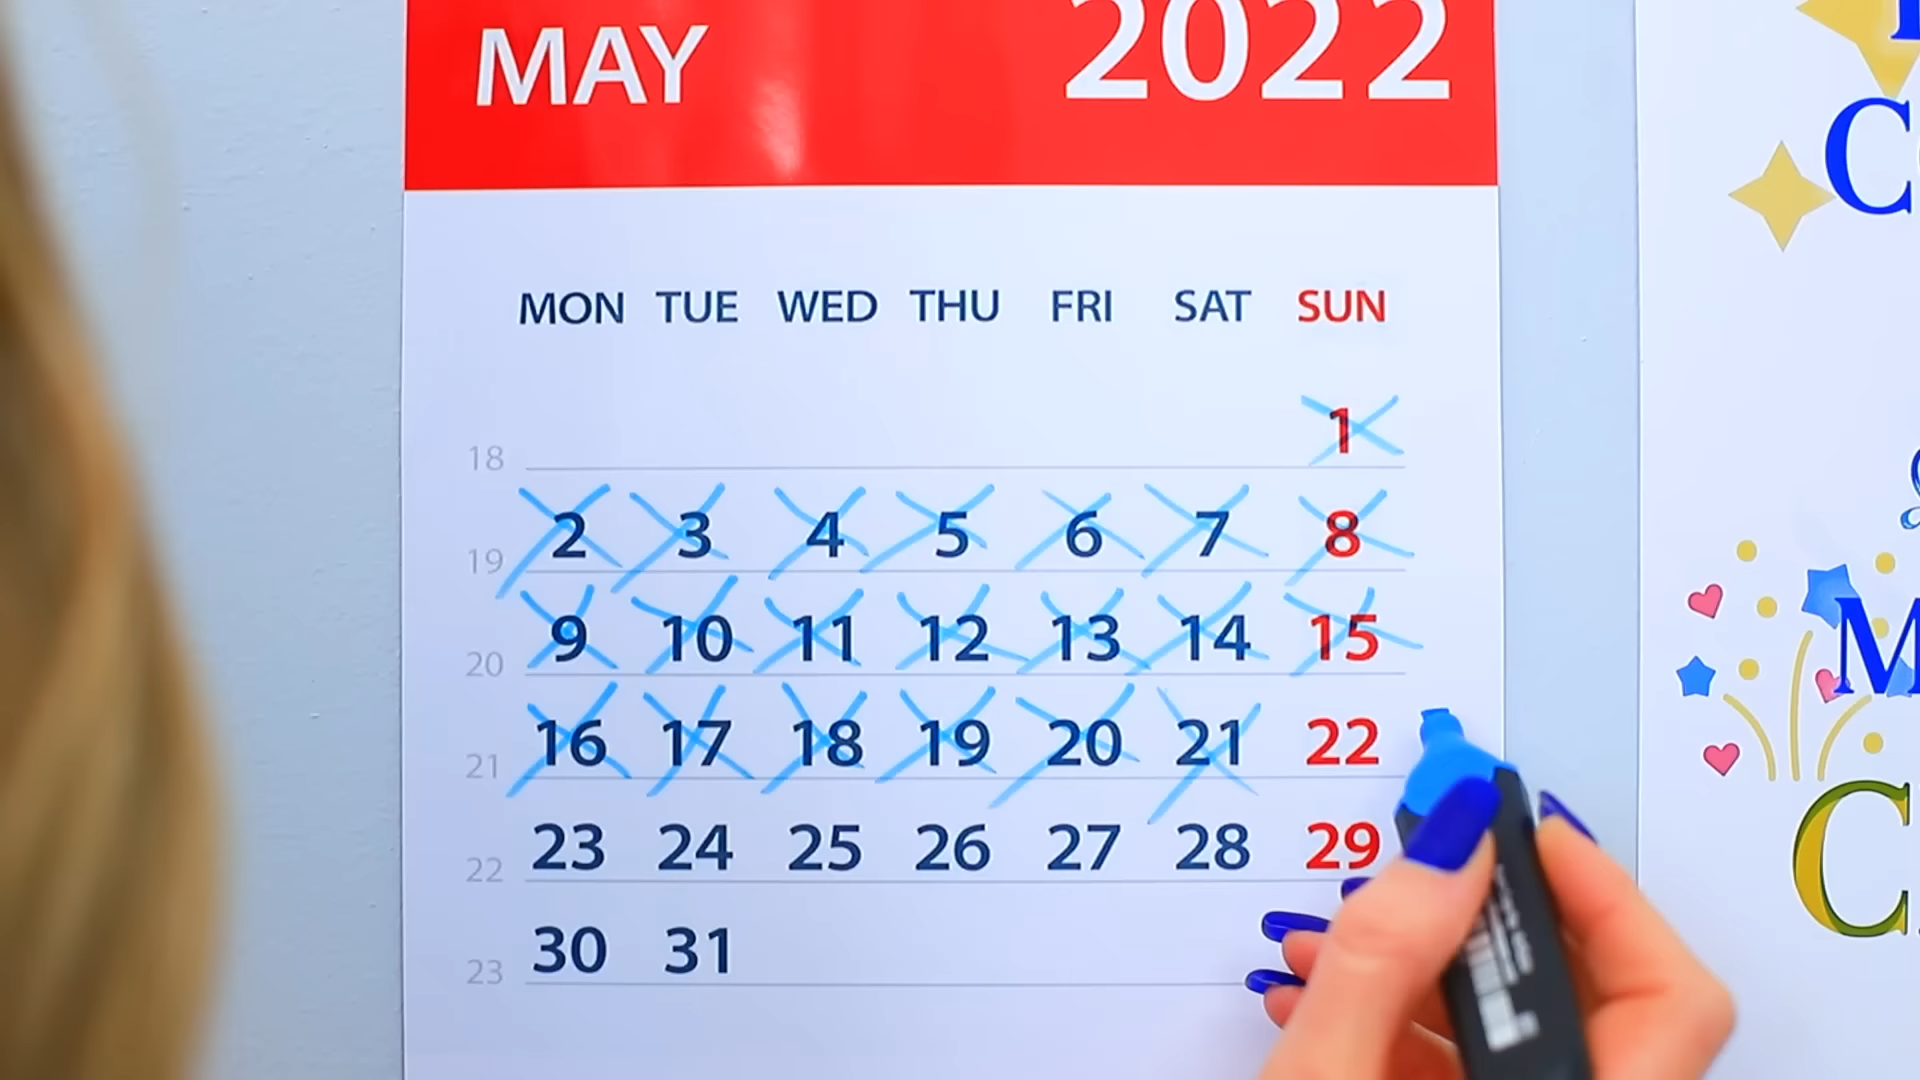 MAY 2022
MON TUE WED THU FRI SAT SUN
18 1
19 2 3 4 5 6 7 8
20 9 10 11 12 13 14 15
21 16 17 18 19 20 21 22
22 23 24 25 26 27 28 29
23 30 31